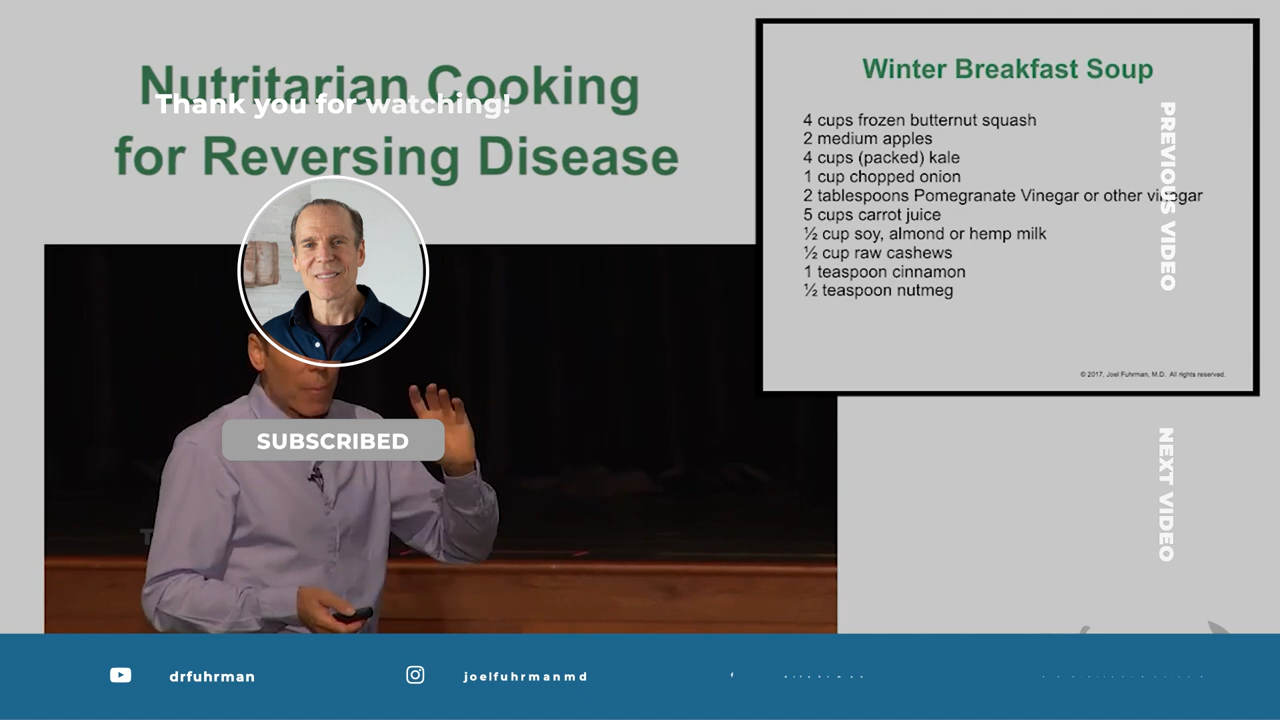 Nutritarian Cooking
for Reversing Disease
Thank you for watching!
SUBSCRIBED
Winter Breakfast Soup
4 cups frozen butternut squash
2 medium apples
4 cups (packed) kale
1 cup chopped onion
2 tablespoons Pomegranate Vinegar or other vinegar
5 cups carrot juice
½ cup soy, almond or hemp milk
½ cup raw cashews
1 teaspoon cinnamon
½ teaspoon nutmeg
© 2017, Joel Fuhrman, M.D. All rights reserved.
PREVIOUS VIDEO
NEXT VIDEO
drfuhrman
joelfuhrmanmd